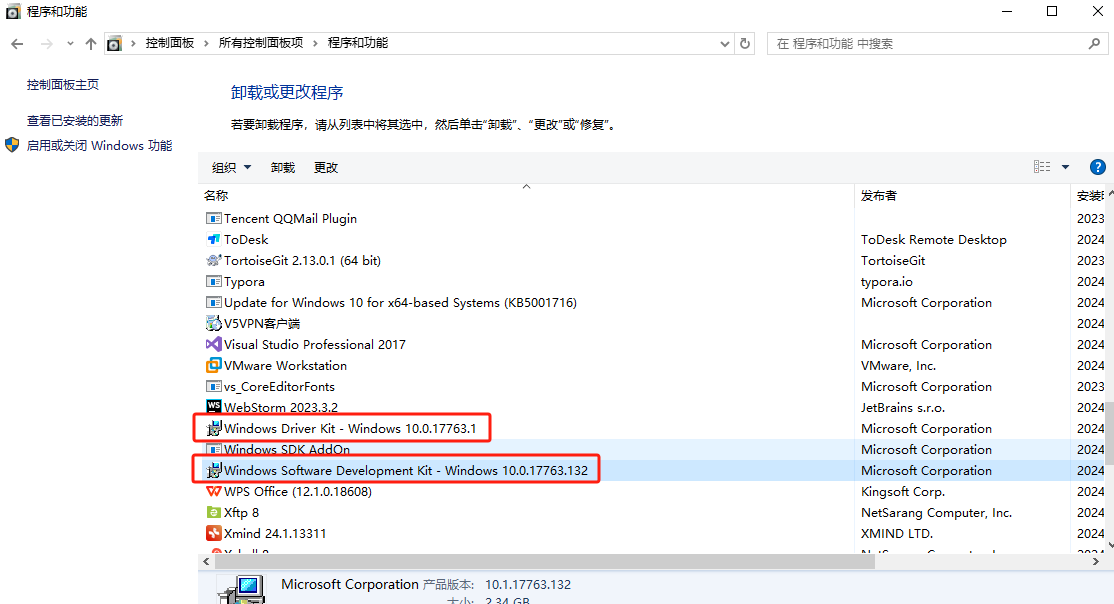 程序和功能
控制面板 › 所有控制面板项 › 程序和功能
在 程序和功能 中搜索
控制面板主页
查看已安装的更新
启用或关闭 Windows 功能
卸载或更改程序
若要卸载程序，请从列表中将其选中，然后单击“卸载”、“更改”或“修复”。
组织 卸载 更改
名称 发布者
Tencent QQMail Plugin 2023
ToDesk ToDesk Remote Desktop 2024
TortoiseGit 2.13.0.1 (64 bit) TortoiseGit 2023
Typora typora.io 2024
Update for Windows 10 for x64-based Systems (KB5001716) Microsoft Corporation 2024
V5VPN客户端 2024
Visual Studio Professional 2017 Microsoft Corporation 2024
VMware Workstation VMware, Inc. 2024
vs_CoreEditorFonts Microsoft Corporation 2023
WebStorm 2023.3.2 JetBrains s.r.o. 2024
Windows Driver Kit - Windows 10.0.17763.1 Microsoft Corporation 2024
Windows SDK AddOn Microsoft Corporation 2024
Windows Software Development Kit - Windows 10.0.17763.132 Microsoft Corporation 2024
WPS Office (12.1.0.18608) Kingsoft Corp. 2024
Xftp 8 NetSarang Computer, Inc. 2024
Xmind 24.1.13311 XMIND LTD. 2024
Microsoft Corporation 产品版本: 10.1.17763.132
大小: 2.34 GB